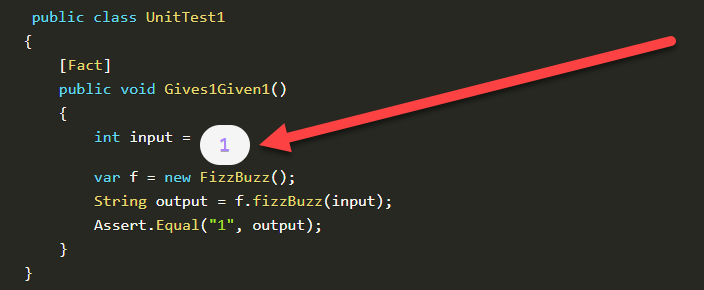 public class UnitTest1
{
[Fact]
public void Gives1Given1()
{
int input = 1
var f = new FizzBuzz();
String output = f.fizzBuzz(input);
Assert.Equal("1", output);
}
}